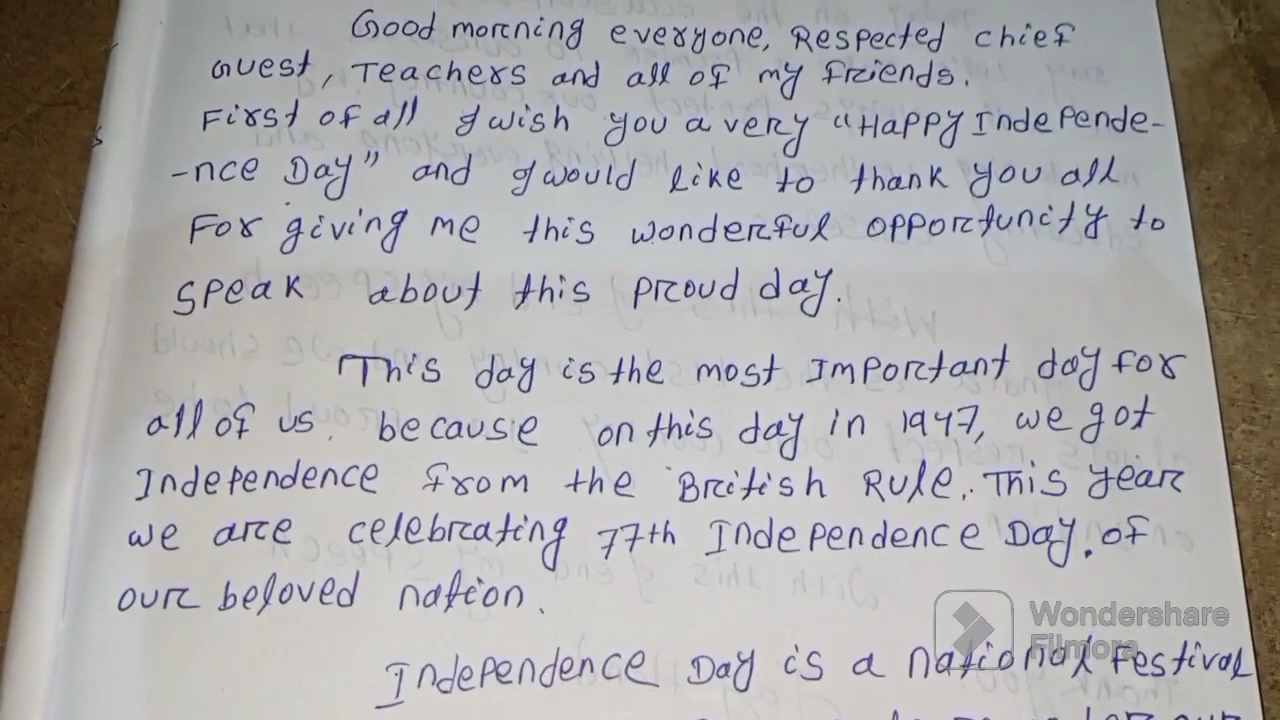 Good morning everyone, Respected chief
Guest, Teachers and all of my friends.
First of all I wish you a very "Happy Independe-
-nce Day" and I would like to thank you all
For giving me this wonderful opportunity to
speak about this proud day.
This day is the most Important day for
all of us. because on this day in 1947, we got
Independence from the British Rule. This year
we are celebrating 77th Independence Day. of
our beloved nation.
Wondershare
Filmora
Independence Day is a national Festival